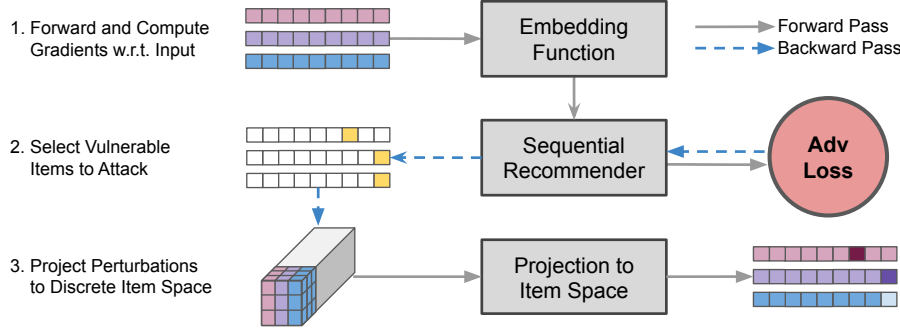 1. Forward and Compute
Gradients w.r.t. Input
Embedding
Function
Forward Pass
Backward Pass
2. Select Vulnerable
Items to Attack
Sequential
Recommender
Adv
Loss
3. Project Perturbations
to Discrete Item Space
Projection to
Item Space